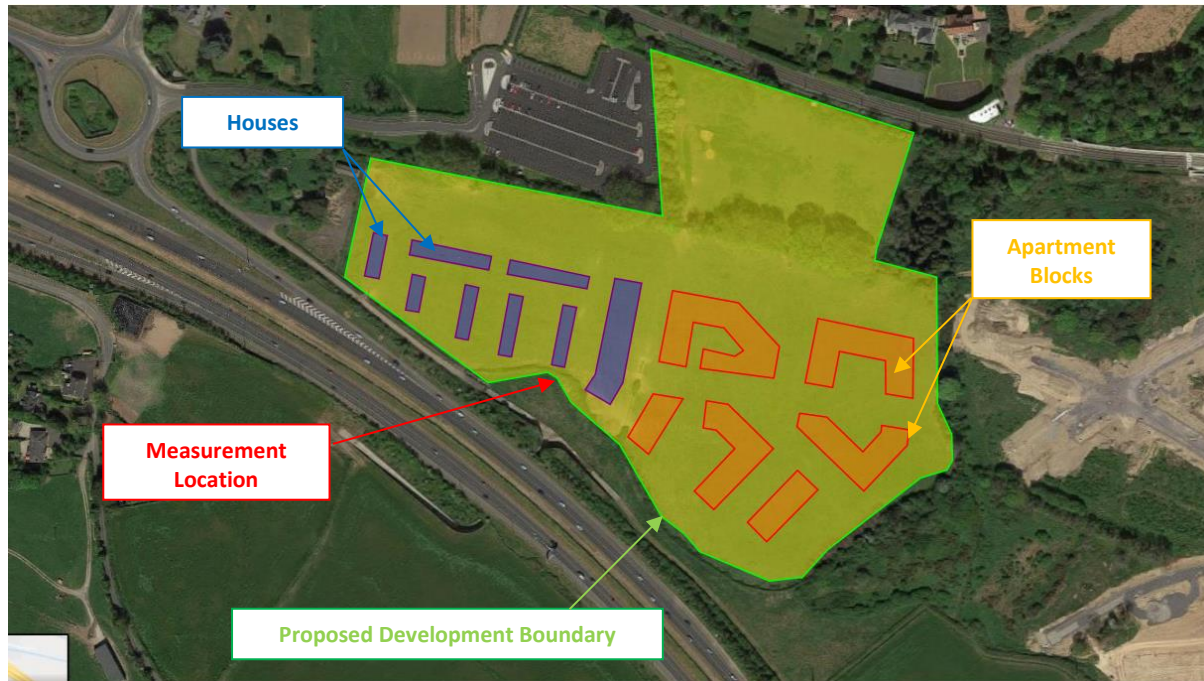 Houses
Apartment
Blocks
Measurement
Location
Proposed Development Boundary